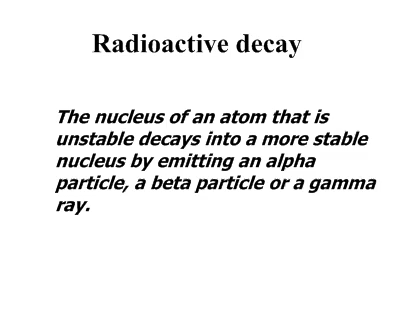 Radioactive decay
The nucleus of an atom that is
unstable decays into a more stable
nucleus by emitting an alpha
particle, a beta particle or a gamma
ray.